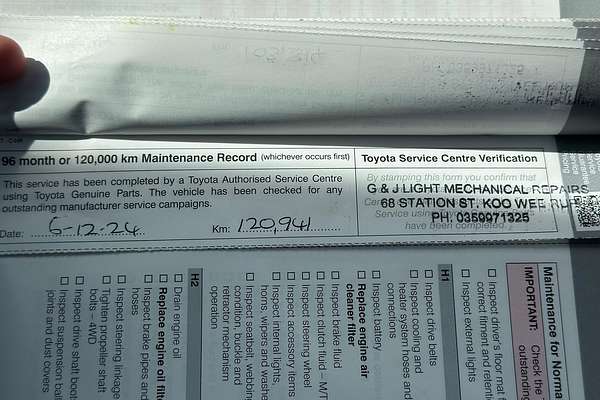 96 month or 120,000 km Maintenance Record (whichever occurs first)
This service has been completed by a Toyota Authorised Service Centre
using Toyota Genuine Parts. The vehicle has been checked for any
outstanding manufacturer service campaigns.
Date: 6-12-24 Km: 120,941
Toyota Service Centre Verification
By stamping this form you confirm that
G & J LIGHT MECHANICAL REPAIRS
68 STATION ST. KOO WEE RUP
PH. 0359971325
have been completed.
Maintenance for Norma
IMPORTANT: Check the
outstanding
Inspect driver's floor mat f
correct fitment and retenti
Inspect external lights
H1
Inspect drive belts
Inspect cooling and
heater system hoses and
connections
Inspect battery
Replace engine air
cleaner filter
Inspect brake fluid
Inspect clutch fluid – M/T
Inspect steering wheel
Inspect accessory items
Inspect internal lights,
horns, wipers and washe
Inspect seatbelt, webbin
condition, buckle and
retractor mechanism
operation
H2
Drain engine oil
Replace engine oil filte
Inspect brake pipes and
hoses
Inspect steering linkage
Tighten propeller shaft
bolts – 4WD
Inspect drive shaft boot
Inspect suspension ball
joints and dust covers